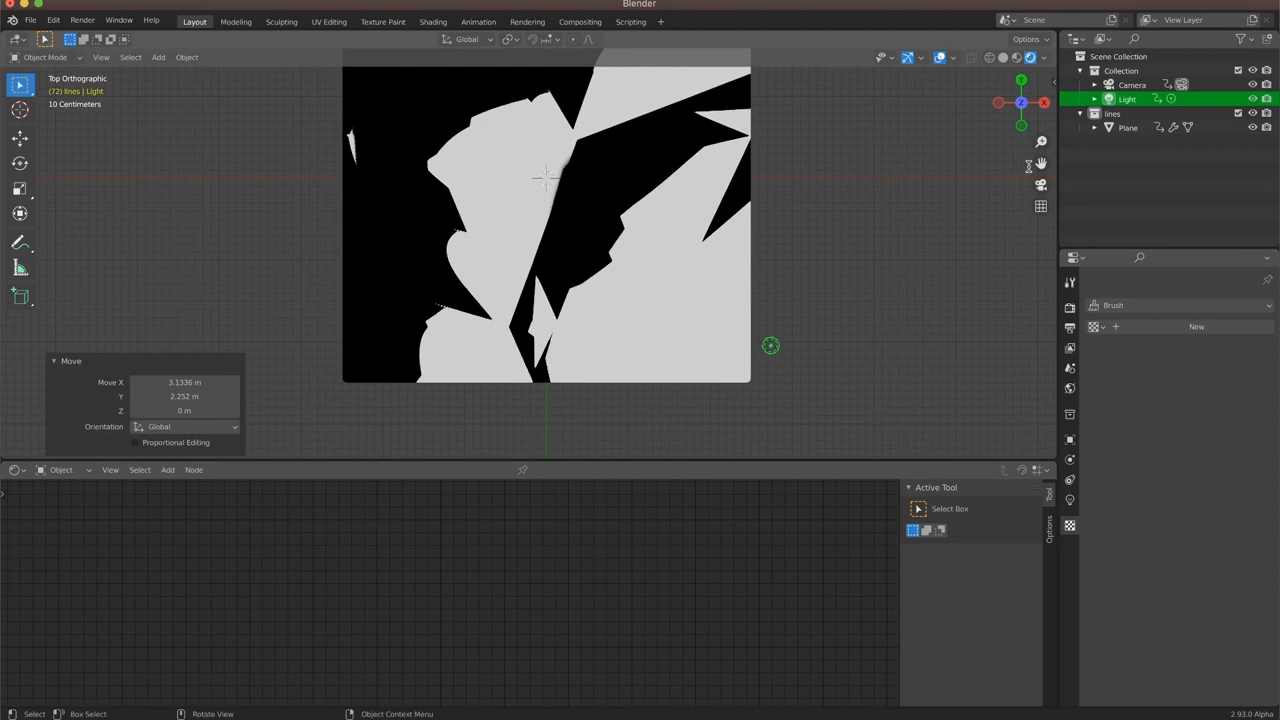 Blender
File Edit Render Window Help
Layout Modeling Sculpting UV Editing Texture Paint Shading Animation Rendering Compositing Scripting
Scene
View Layer
Global
Options
Object Mode View Select Add Object
Top Orthographic
(72) lines | Light
10 Centimeters
Y
Z
X
Scene Collection
Collection
Camera
Light
lines
Plane
Brush
New
Move
Move X 3.1336 m
Y 2.252 m
Z 0 m
Orientation Global
Proportional Editing
Object View Select Add Node
Active Tool
Select Box
Tool
Options
Select Box Select Rotate View Object Context Menu 2.93.0 Alpha